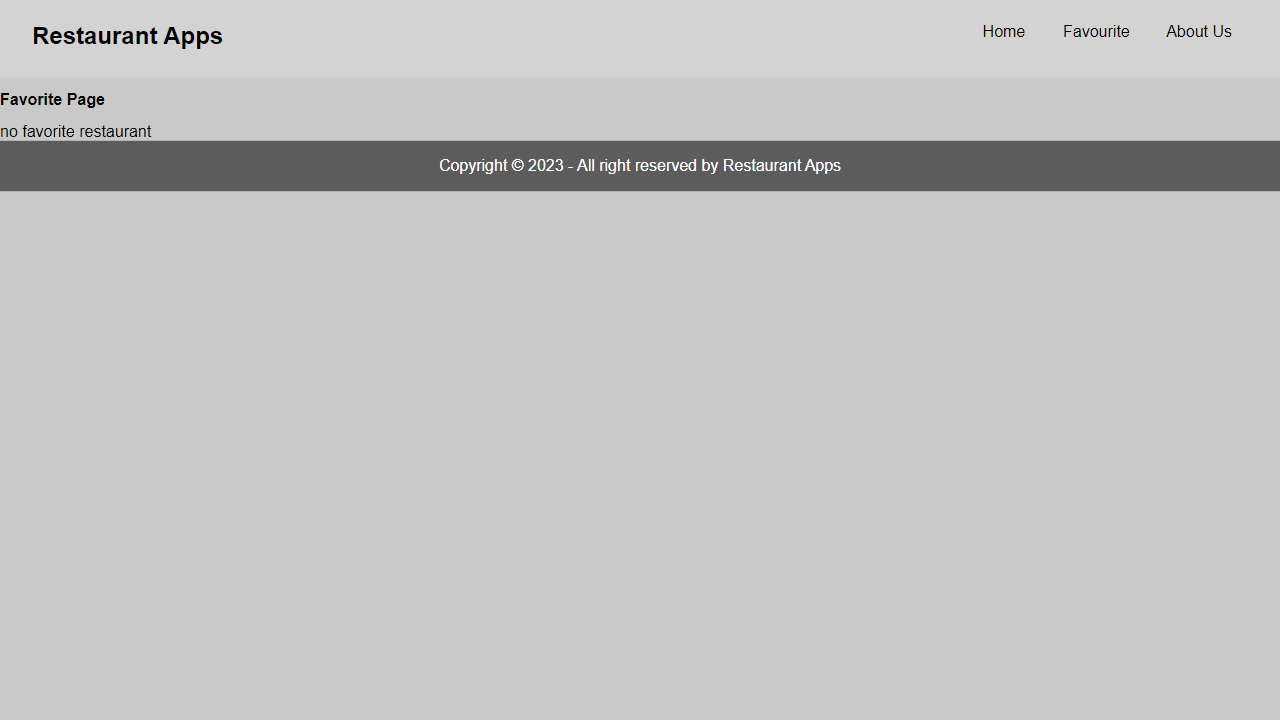 Restaurant Apps
Home Favourite About Us
Favorite Page
no favorite restaurant
Copyright © 2023 - All right reserved by Restaurant Apps